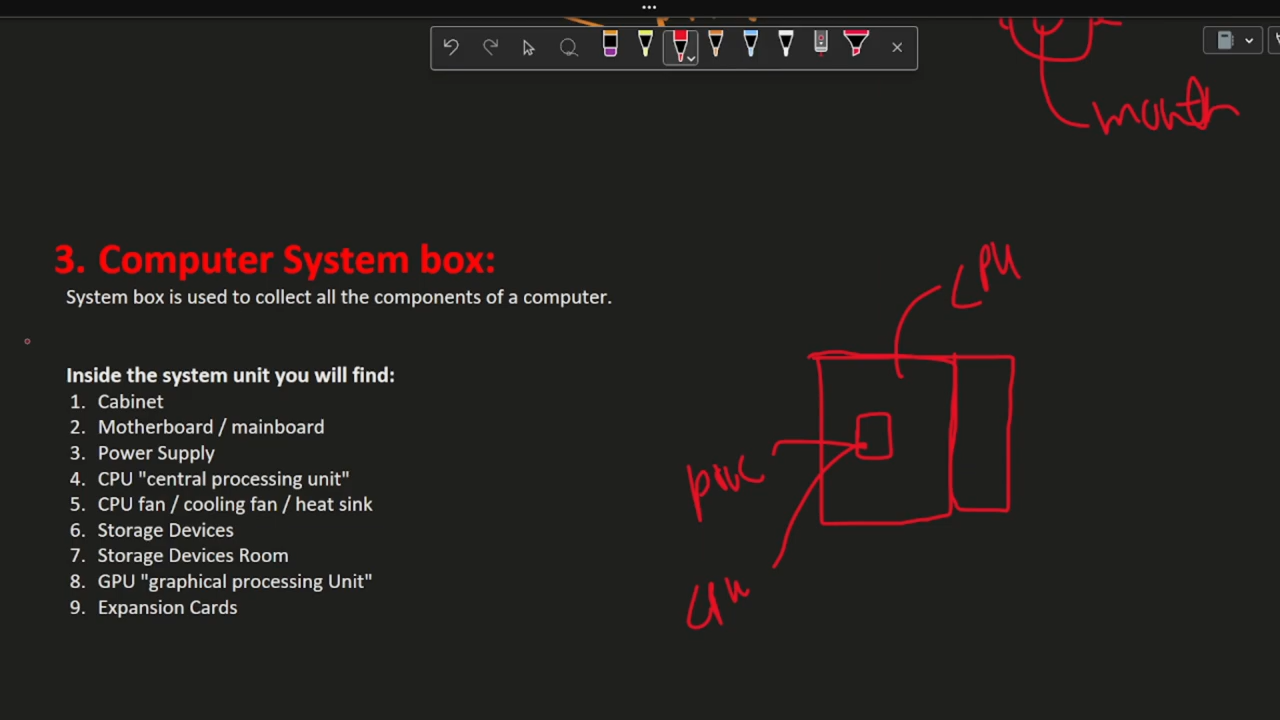 month
3. Computer System box:
System box is used to collect all the components of a computer.
CPU
Inside the system unit you will find:
1. Cabinet
2. Motherboard / mainboard
3. Power Supply
4. CPU "central processing unit"
5. CPU fan / cooling fan / heat sink
6. Storage Devices
7. Storage Devices Room
8. GPU "graphical processing Unit"
9. Expansion Cards